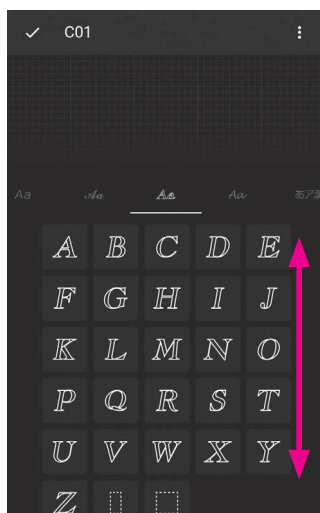 C01
Aa Aa Aa Aa あア
A B C D E
F G H I J
K L M N O
P Q R S T
U V W X Y
Z